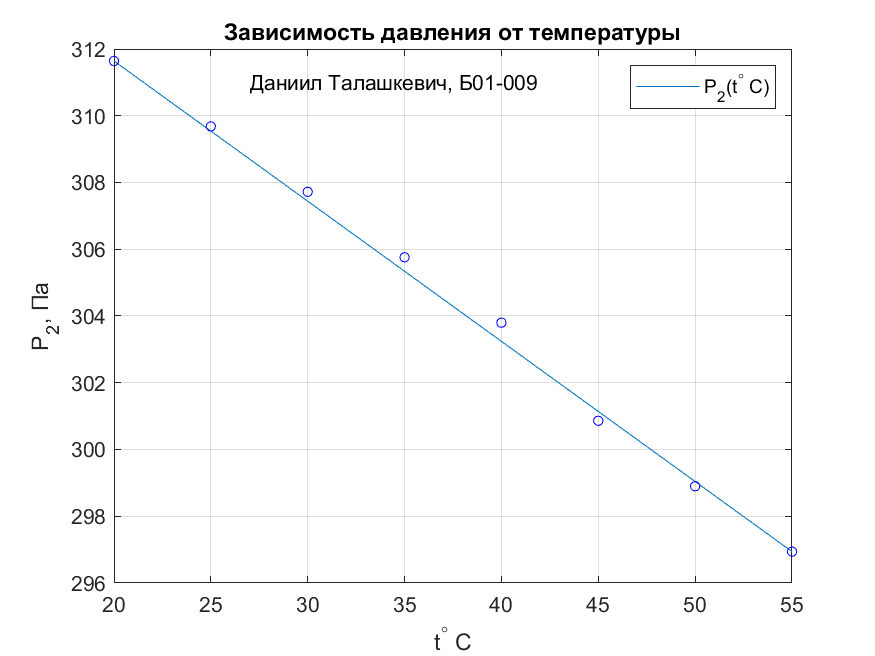 Зависимость давления от температуры
Даниил Талашкевич, Б01-009
P₂(t° C)
P₂, Па
312
310
308
306
304
302
300
298
296
20 25 30 35 40 45 50 55
t° C